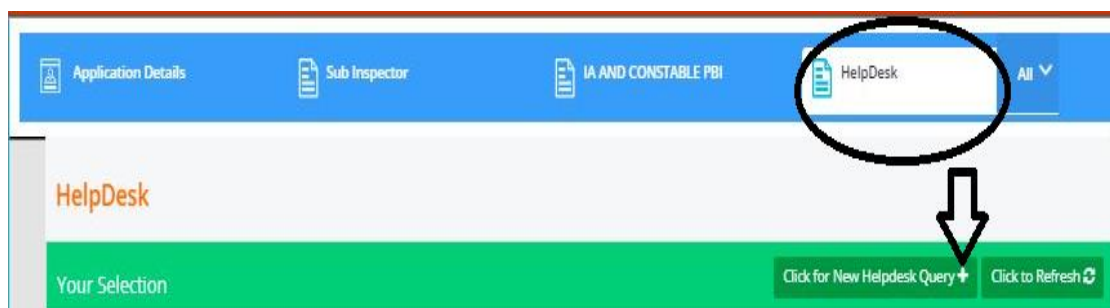 Application Details Sub Inspector IA AND CONSTABLE PBI HelpDesk All
HelpDesk
Your Selection Click for New Helpdesk Query Click to Refresh